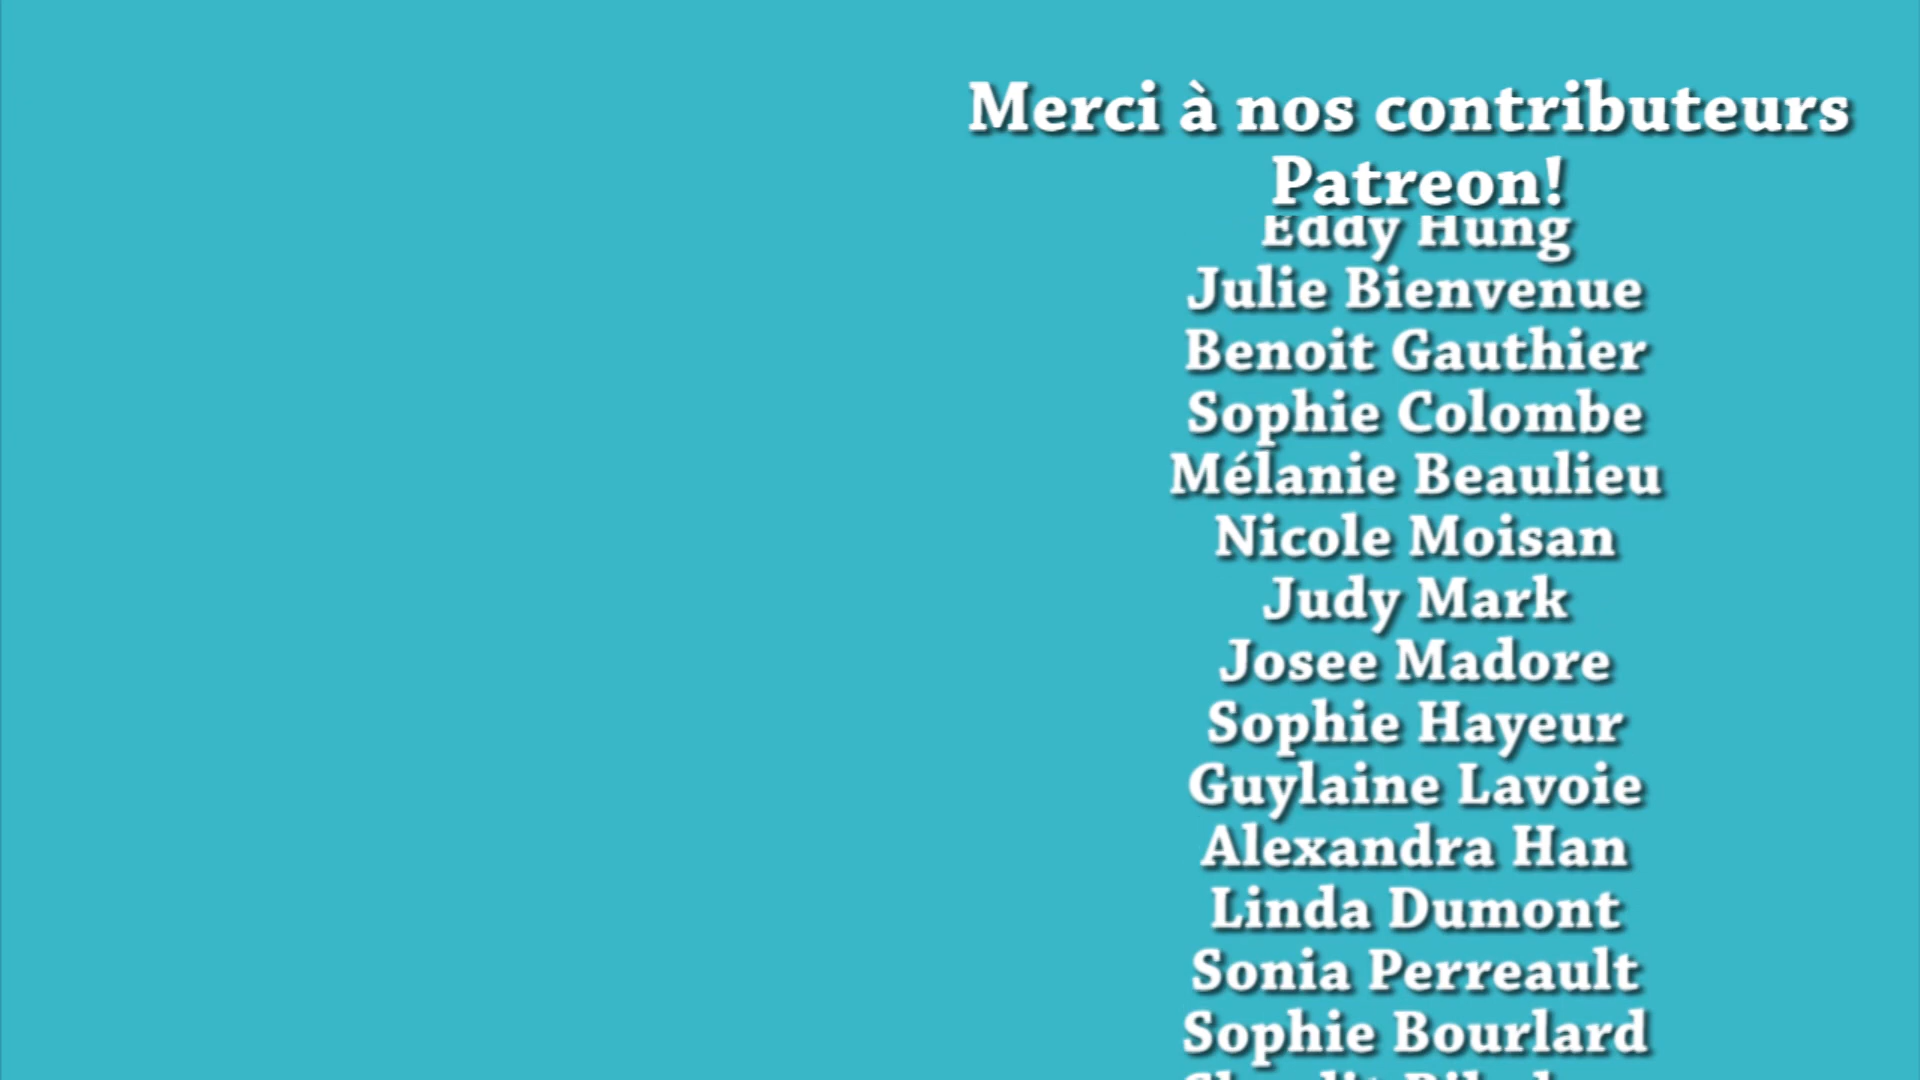 Merci à nos contributeurs
Patreon!
Eddy Hung
Julie Bienvenue
Benoit Gauthier
Sophie Colombe
Mélanie Beaulieu
Nicole Moisan
Judy Mark
Josee Madore
Sophie Hayeur
Guylaine Lavoie
Alexandra Han
Linda Dumont
Sonia Perreault
Sophie Bourlard